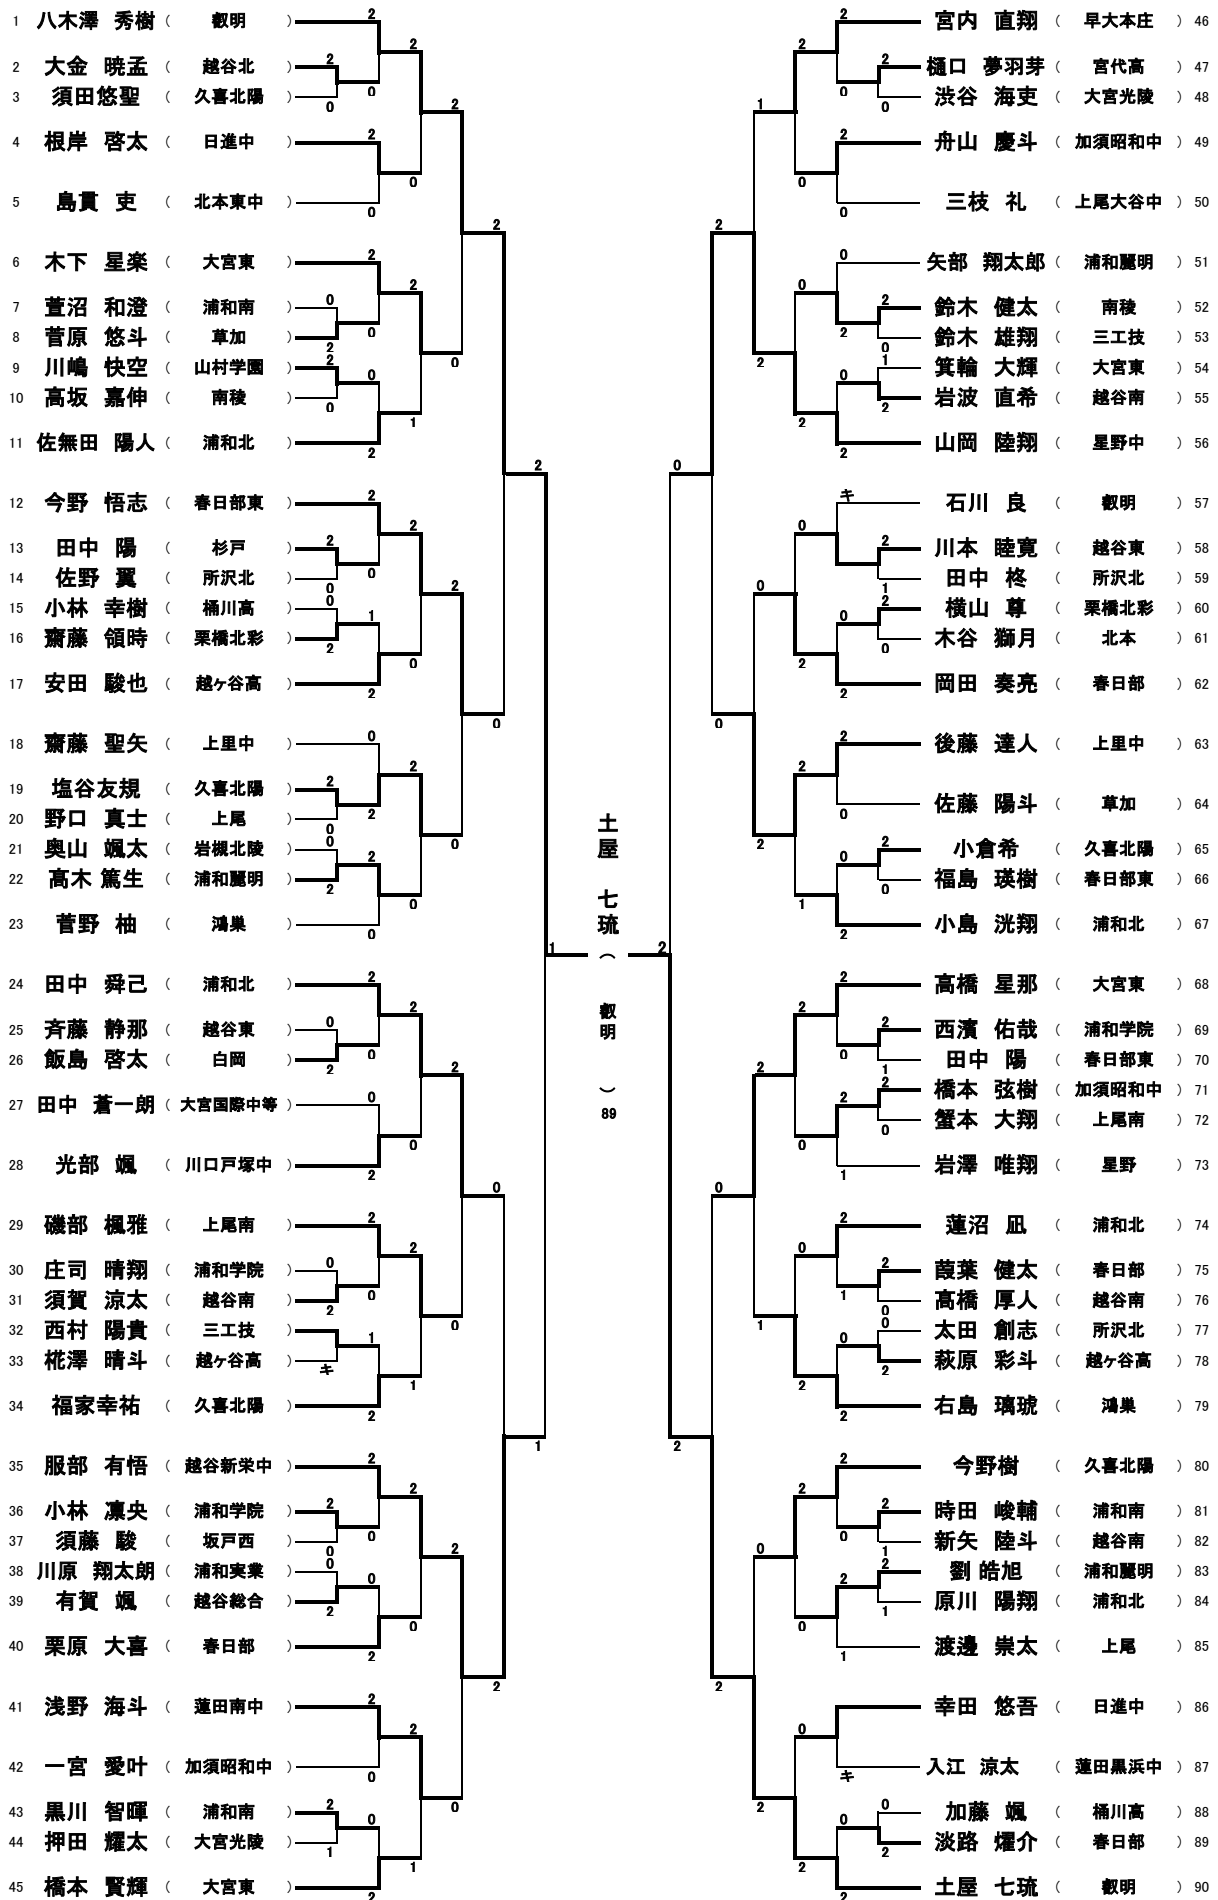 1 八木澤 秀樹 ( 叡明 )
2 大金 暁孟 ( 越谷北 )
3 須田悠聖 ( 久喜北陽 )
4 根岸 啓太 ( 日進中 )
5 島貫 吏 ( 北本東中 )
6 木下 星楽 ( 大宮東 )
7 萱沼 和澄 ( 浦和南 )
8 菅原 悠斗 ( 草加 )
9 川嶋 快空 ( 山村学園 )
10 高坂 嘉伸 ( 南稜 )
11 佐無田 陽人 ( 浦和北 )
12 今野 悟志 ( 春日部東 )
13 田中 陽 ( 杉戸 )
14 佐野 翼 ( 所沢北 )
15 小林 幸樹 ( 桶川高 )
16 齋藤 領時 ( 栗橋北彩 )
17 安田 駿也 ( 越ヶ谷高 )
18 齋藤 聖矢 ( 上里中 )
19 塩谷友規 ( 久喜北陽 )
20 野口 真士 ( 上尾 )
21 奥山 颯太 ( 岩槻北陵 )
22 髙木 篤生 ( 浦和麗明 )
23 菅野 柚 ( 鴻巣 )
24 田中 舜己 ( 浦和北 )
25 斉藤 静那 ( 越谷東 )
26 飯島 啓太 ( 白岡 )
27 田中 蒼一朗 ( 大宮国際中等 )
28 光部 颯 ( 川口戸塚中 )
29 磯部 楓雅 ( 上尾南 )
30 庄司 晴翔 ( 浦和学院 )
31 須賀 涼太 ( 越谷南 )
32 西村 陽貴 ( 三工技 )
33 椛澤 晴斗 ( 越ヶ谷高 )
34 福家幸祐 ( 久喜北陽 )
35 服部 有悟 ( 越谷新栄中 )
36 小林 凜央 ( 浦和学院 )
37 須藤 駿 ( 坂戸西 )
38 川原 翔太朗 ( 浦和実業 )
39 有賀 颯 ( 越谷総合 )
40 栗原 大喜 ( 春日部 )
41 浅野 海斗 ( 蓮田南中 )
42 一宮 愛叶 ( 加須昭和中 )
43 黒川 智暉 ( 浦和南 )
44 押田 耀太 ( 大宮光陵 )
45 橋本 賢輝 ( 大宮東 )
土屋 七琉 ( 叡明 ) 89
宮内 直翔 ( 早大本庄 ) 46
樋口 夢羽芽 ( 宮代高 ) 47
渋谷 海吏 ( 大宮光陵 ) 48
舟山 慶斗 ( 加須昭和中 ) 49
三枝 礼 ( 上尾大谷中 ) 50
矢部 翔太郎 ( 浦和麗明 ) 51
鈴木 健太 ( 南稜 ) 52
鈴木 雄翔 ( 三工技 ) 53
箕輪 大輝 ( 大宮東 ) 54
岩波 直希 ( 越谷南 ) 55
山岡 陸翔 ( 星野中 ) 56
石川 良 ( 叡明 ) 57
川本 睦寛 ( 越谷東 ) 58
田中 柊 ( 所沢北 ) 59
横山 尊 ( 栗橋北彩 ) 60
木谷 獅月 ( 北本 ) 61
岡田 奏亮 ( 春日部 ) 62
後藤 達人 ( 上里中 ) 63
佐藤 陽斗 ( 草加 ) 64
小倉希 ( 久喜北陽 ) 65
福島 瑛樹 ( 春日部東 ) 66
小島 洸翔 ( 浦和北 ) 67
高橋 星那 ( 大宮東 ) 68
西濱 佑哉 ( 浦和学院 ) 69
田中 陽 ( 春日部東 ) 70
橋本 弦樹 ( 加須昭和中 ) 71
蟹本 大翔 ( 上尾南 ) 72
岩澤 唯翔 ( 星野 ) 73
蓮沼 凪 ( 浦和北 ) 74
葭葉 健太 ( 春日部 ) 75
髙橋 厚人 ( 越谷南 ) 76
太田 創志 ( 所沢北 ) 77
萩原 彩斗 ( 越ヶ谷高 ) 78
右島 璃琥 ( 鴻巣 ) 79
今野樹 ( 久喜北陽 ) 80
時田 峻輔 ( 浦和南 ) 81
新矢 陸斗 ( 越谷南 ) 82
劉 皓旭 ( 浦和麗明 ) 83
原川 陽翔 ( 浦和北 ) 84
渡邊 崇太 ( 上尾 ) 85
幸田 悠吾 ( 日進中 ) 86
入江 涼太 ( 蓮田黒浜中 ) 87
加藤 颯 ( 桶川高 ) 88
淡路 燿介 ( 春日部 ) 89
土屋 七琉 ( 叡明 ) 90